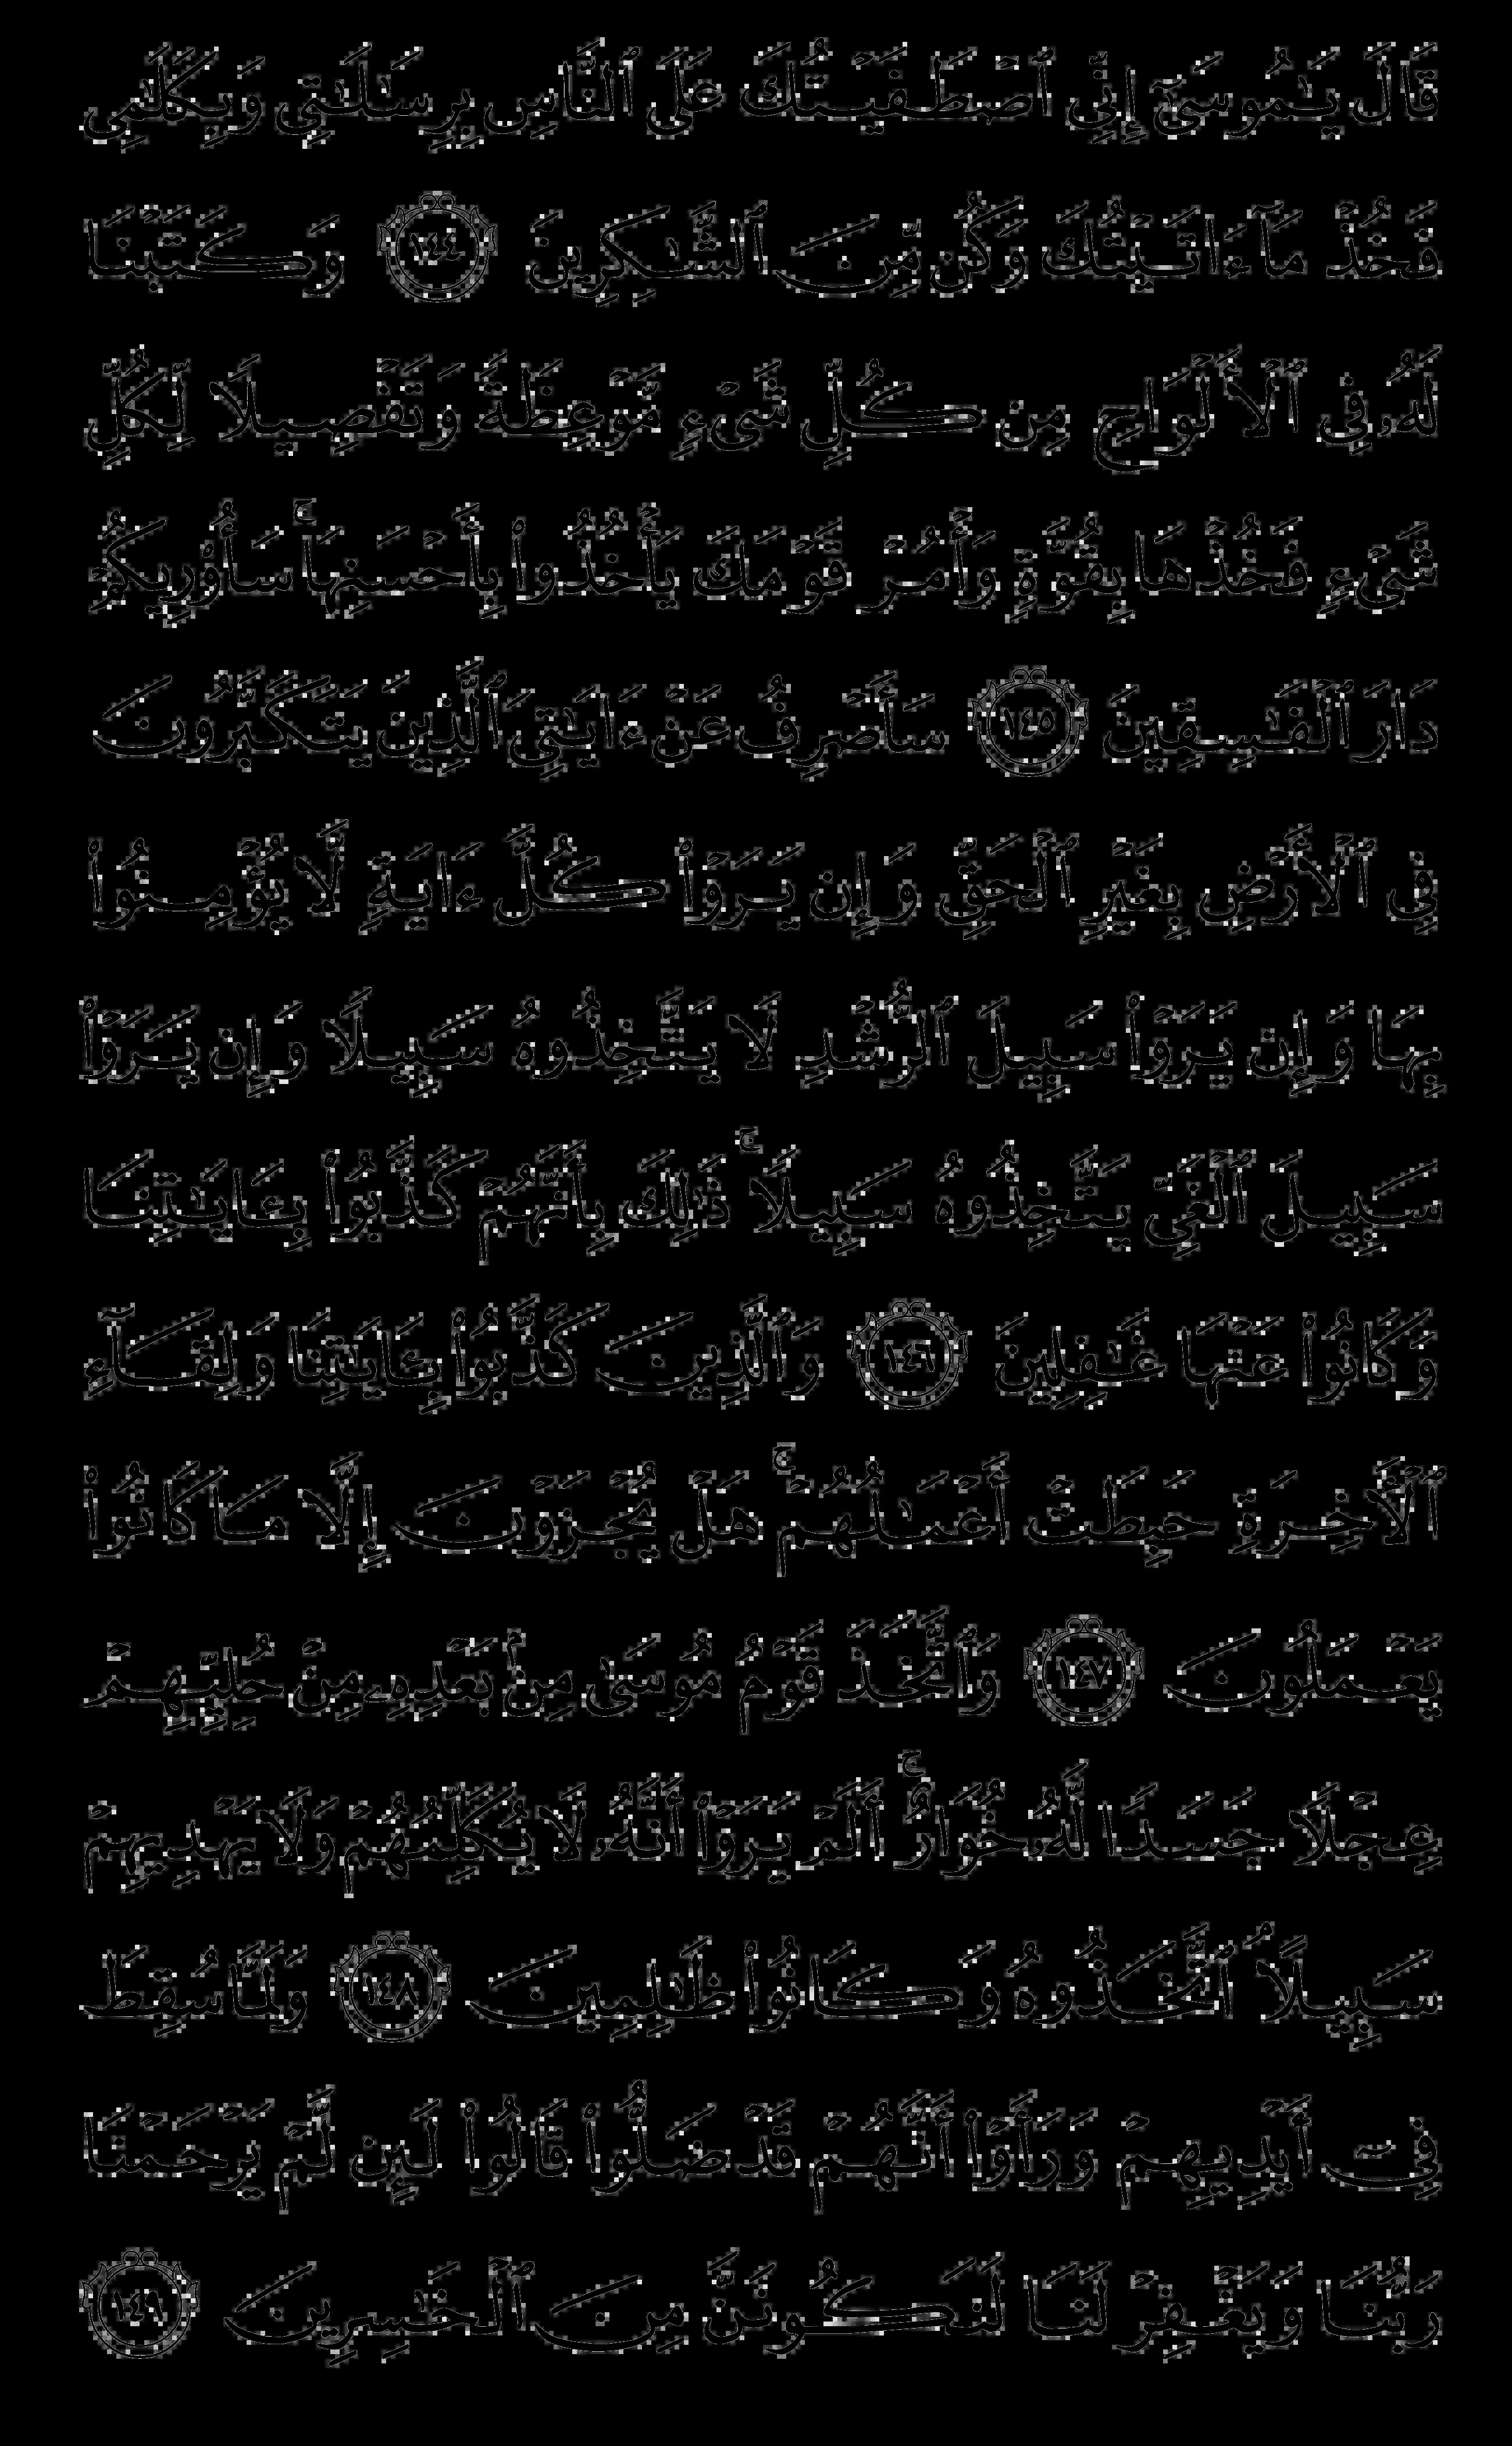 قَالَ يَـٰمُوسَىٰٓ إِنِّى ٱصْطَفَيْتُكَ عَلَى ٱلنَّاسِ بِرِسَـٰلَـٰتِى وَبِكَلَـٰمِى
فَخُذْ مَآ ءَاتَيْتُكَ وَكُن مِّنَ ٱلشَّـٰكِرِينَ ١٤٤ وَكَتَبْنَا
لَهُۥ فِى ٱلْأَلْوَاحِ مِن كُلِّ شَىْءٍ مَّوْعِظَةً وَتَفْصِيلًا لِّكُلِّ
شَىْءٍ فَخُذْهَا بِقُوَّةٍ وَأْمُرْ قَوْمَكَ يَأْخُذُوا۟ بِأَحْسَنِهَا ۚ سَأُو۟رِيكُمْ
دَارَ ٱلْفَـٰسِقِينَ ١٤٥ سَأَصْرِفُ عَنْ ءَايَـٰتِىَ ٱلَّذِينَ يَتَكَبَّرُونَ
فِى ٱلْأَرْضِ بِغَيْرِ ٱلْحَقِّ وَإِن يَرَوْا۟ كُلَّ ءَايَةٍ لَّا يُؤْمِنُوا۟
بِهَا وَإِن يَرَوْا۟ سَبِيلَ ٱلرُّشْدِ لَا يَتَّخِذُوهُ سَبِيلًا وَإِن يَرَوْا۟
سَبِيلَ ٱلْغَىِّ يَتَّخِذُوهُ سَبِيلًا ۚ ذَٰلِكَ بِأَنَّهُمْ كَذَّبُوا۟ بِـَٔايَـٰتِنَا
وَكَانُوا۟ عَنْهَا غَـٰفِلِينَ ١٤٦ وَٱلَّذِينَ كَذَّبُوا۟ بِـَٔايَـٰتِنَا وَلِقَآءِ
ٱلْـَٔاخِرَةِ حَبِطَتْ أَعْمَـٰلُهُمْ ۚ هَلْ يُجْزَوْنَ إِلَّا مَا كَانُوا۟
يَعْمَلُونَ ١٤٧ وَٱتَّخَذَ قَوْمُ مُوسَىٰ مِنۢ بَعْدِهِۦ مِنْ حُلِيِّهِمْ
عِجْلًا جَسَدًا لَّهُۥ خُوَارٌ ۚ أَلَمْ يَرَوْا۟ أَنَّهُۥ لَا يُكَلِّمُهُمْ وَلَا يَهْدِيهِمْ
سَبِيلًا ۘ ٱتَّخَذُوهُ وَكَانُوا۟ ظَـٰلِمِينَ ١٤٨ وَلَمَّا سُقِطَ
فِىٓ أَيْدِيهِمْ وَرَأَوْا۟ أَنَّهُمْ قَدْ ضَلُّوا۟ قَالُوا۟ لَئِن لَّمْ يَرْحَمْنَا
رَبُّنَا وَيَغْفِرْ لَنَا لَنَكُونَنَّ مِنَ ٱلْخَـٰسِرِينَ ١٤٩